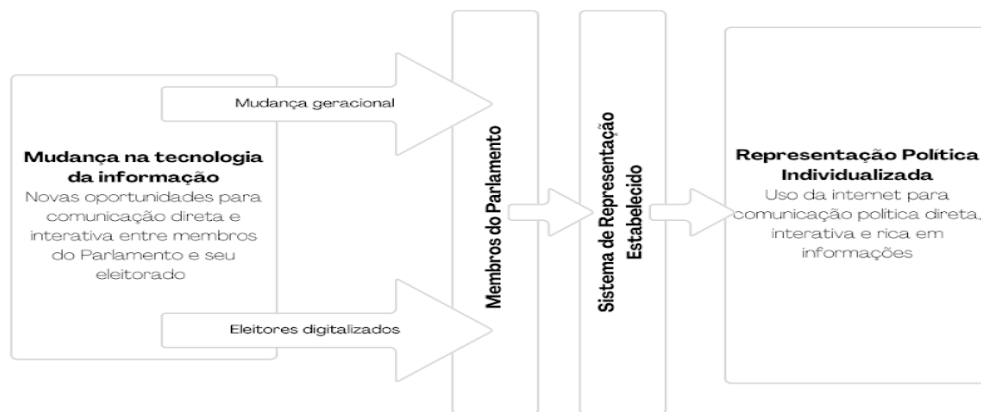 Mudança na tecnologia
da informação
Novas oportunidades para
comunicação direta e
interativa entre membros
do Parlamento e seu
eleitorado
Mudança geracional
Eleitores digitalizados
Membros do Parlamento
Sistema de Representação
Estabelecido
Representação Política
Individualizada
Uso da internet para
comunicação política direta,
interativa e rica em
informações